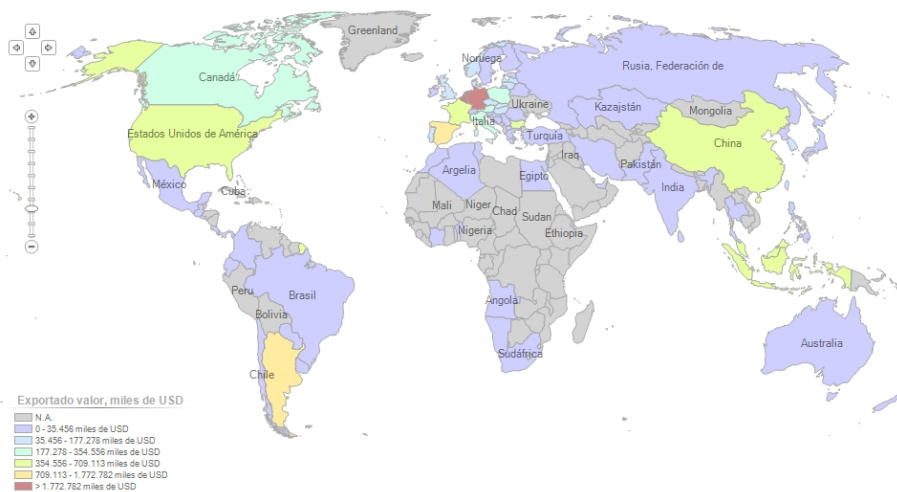 Greenland
Noruega
Rusia, Federación de
Canadá
Ukraine
Kazajstán
Mongolia
Italia
Estados Unidos de América
Turquía
China
Iraq
Pakistán
Argelia
Egipto
India
México
Cuba
Mali
Niger
Chad
Sudan
Nigeria
Ethiopia
Peru
Brasil
Bolivia
Angola
Australia
Sudáfrica
Chile
Exportado valor, miles de USD
N.A.
0 - 35.456 miles de USD
35.456 - 177.278 miles de USD
177.278 - 354.556 miles de USD
354.556 - 709.113 miles de USD
709.113 - 1.772.782 miles de USD
> 1.772.782 miles de USD